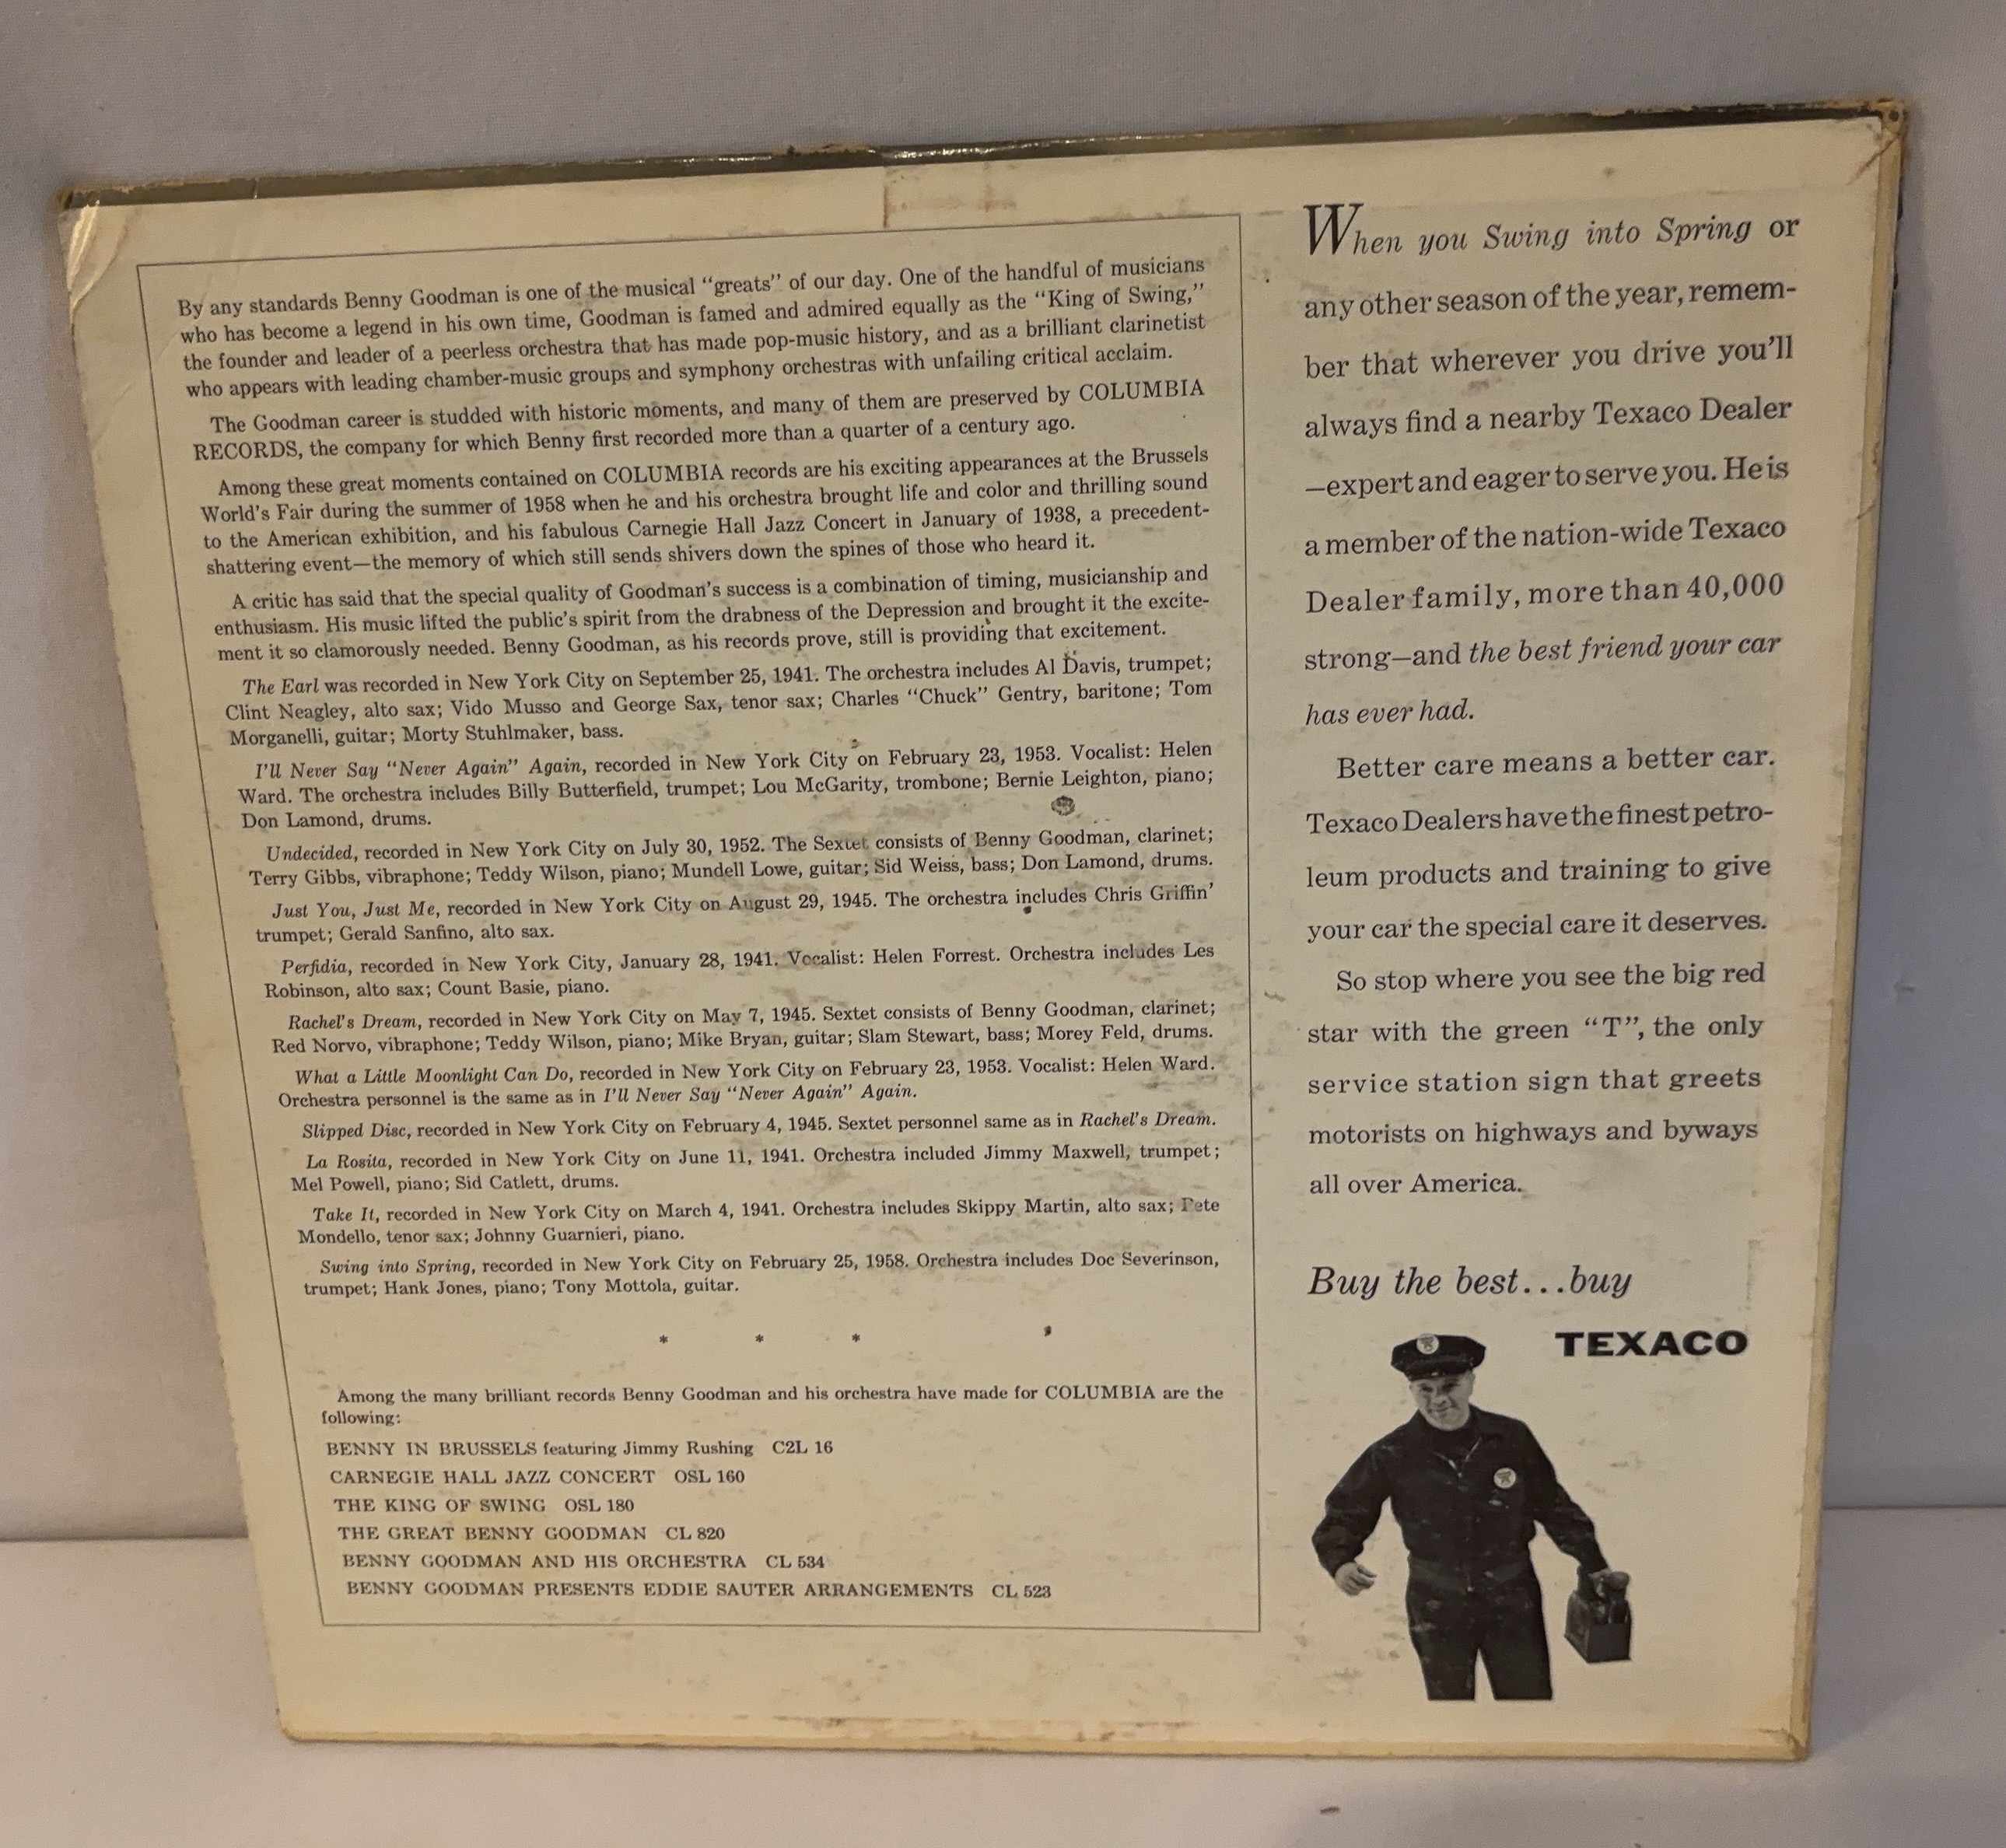 By any standards Benny Goodman is one of the musical “greats” of our day. One of the handful of musicians
who has become a legend in his own time, Goodman is famed and admired equally as the “King of Swing,”
the founder and leader of a peerless orchestra that has made pop-music history, and as a brilliant clarinetist
who appears with leading chamber-music groups and symphony orchestras with unfailing critical acclaim.
The Goodman career is studded with historic moments, and many of them are preserved by COLUMBIA
RECORDS, the company for which Benny first recorded more than a quarter of a century ago.
Among these great moments contained on COLUMBIA records are his exciting appearances at the Brussels
World’s Fair during the summer of 1958 when he and his orchestra brought life and color and thrilling sound
to the American exhibition, and his fabulous Carnegie Hall Jazz Concert in January of 1938, a precedent-
shattering event—the memory of which still sends shivers down the spines of those who heard it.
A critic has said that the special quality of Goodman’s success is a combination of timing, musicianship and
enthusiasm. His music lifted the public’s spirit from the drabness of the Depression and brought it the excite-
ment it so clamorously needed. Benny Goodman, as his records prove, still is providing that excitement.
The Earl was recorded in New York City on September 25, 1941. The orchestra includes Al Davis, trumpet;
Clint Neagley, alto sax; Vido Musso and George Sax, tenor sax; Charles “Chuck” Gentry, baritone; Tom
Morganelli, guitar; Morty Stuhlmaker, bass.
I’ll Never Say “Never Again” Again, recorded in New York City on February 23, 1953. Vocalist: Helen
Ward. The orchestra includes Billy Butterfield, trumpet; Lou McGarity, trombone; Bernie Leighton, piano;
Don Lamond, drums.
Undecided, recorded in New York City on July 30, 1952. The Sextet consists of Benny Goodman, clarinet;
Terry Gibbs, vibraphone; Teddy Wilson, piano; Mundell Lowe, guitar; Sid Weiss, bass; Don Lamond, drums.
Just You, Just Me, recorded in New York City on August 29, 1945. The orchestra includes Chris Griffin’
trumpet; Gerald Sanfino, alto sax.
Perfidia, recorded in New York City, January 28, 1941. Vocalist: Helen Forrest. Orchestra includes Les
Robinson, alto sax; Count Basie, piano.
Rachel’s Dream, recorded in New York City on May 7, 1945. Sextet consists of Benny Goodman, clarinet;
Red Norvo, vibraphone; Teddy Wilson, piano; Mike Bryan, guitar; Slam Stewart, bass; Morey Feld, drums.
What a Little Moonlight Can Do, recorded in New York City on February 23, 1953. Vocalist: Helen Ward.
Orchestra personnel is the same as in I’ll Never Say “Never Again” Again.
Slipped Disc, recorded in New York City on February 4, 1945. Sextet personnel same as in Rachel’s Dream.
La Rosita, recorded in New York City on June 11, 1941. Orchestra included Jimmy Maxwell, trumpet;
Mel Powell, piano; Sid Catlett, drums.
Take It, recorded in New York City on March 4, 1941. Orchestra includes Skippy Martin, alto sax; Pete
Mondello, tenor sax; Johnny Guarnieri, piano.
Swing into Spring, recorded in New York City on February 25, 1958. Orchestra includes Doc Severinson,
trumpet; Hank Jones, piano; Tony Mottola, guitar.
* * *
Among the many brilliant records Benny Goodman and his orchestra have made for COLUMBIA are the
following:
BENNY IN BRUSSELS featuring Jimmy Rushing C2L 16
CARNEGIE HALL JAZZ CONCERT OSL 160
THE KING OF SWING OSL 180
THE GREAT BENNY GOODMAN CL 820
BENNY GOODMAN AND HIS ORCHESTRA CL 534
BENNY GOODMAN PRESENTS EDDIE SAUTER ARRANGEMENTS CL 523
When you Swing into Spring or
any other season of the year, remem-
ber that wherever you drive you’ll
always find a nearby Texaco Dealer
—expert and eager to serve you. He is
a member of the nation-wide Texaco
Dealer family, more than 40,000
strong—and the best friend your car
has ever had.
Better care means a better car.
Texaco Dealers have the finest petro-
leum products and training to give
your car the special care it deserves.
So stop where you see the big red
star with the green “T”, the only
service station sign that greets
motorists on highways and byways
all over America.
Buy the best...buy
TEXACO